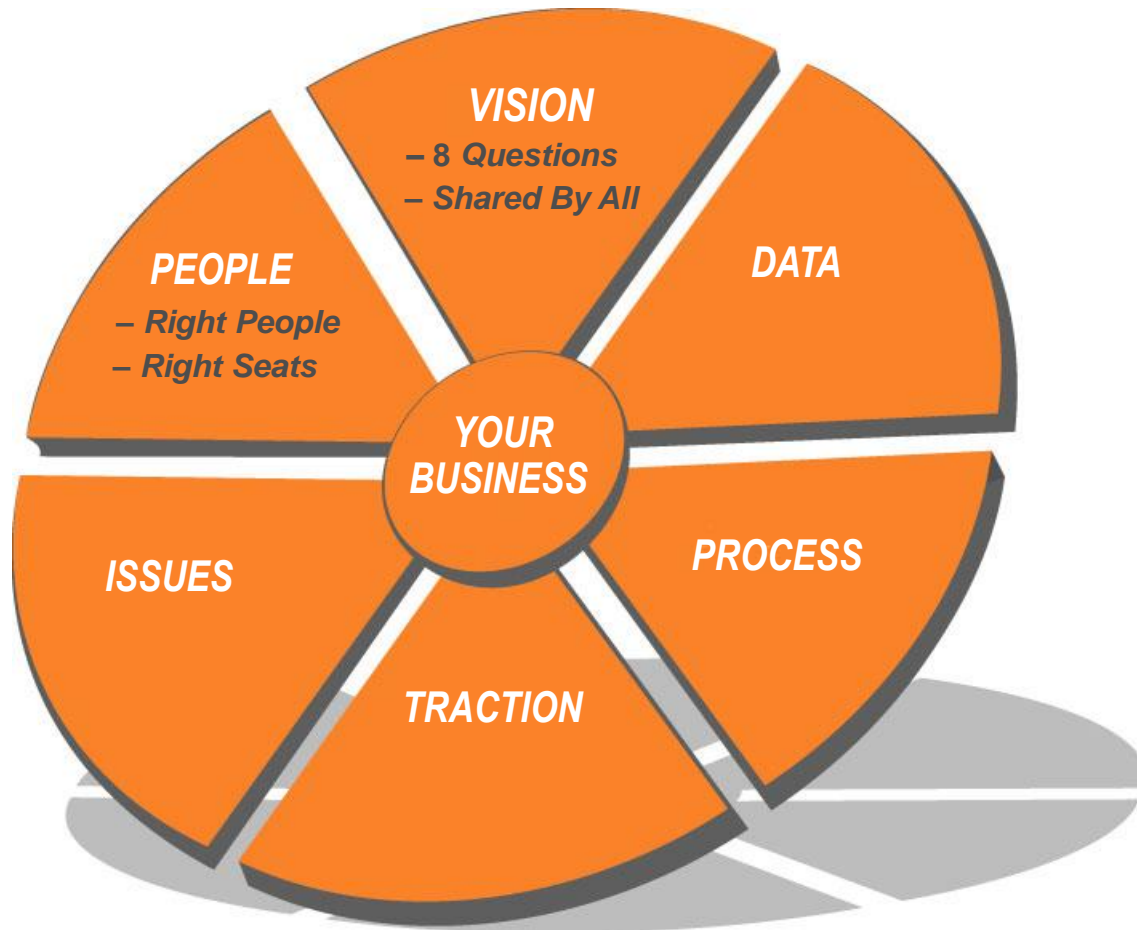 VISION
– 8 Questions
– Shared By All
DATA
PEOPLE
– Right People
– Right Seats
YOUR
BUSINESS
PROCESS
ISSUES
TRACTION